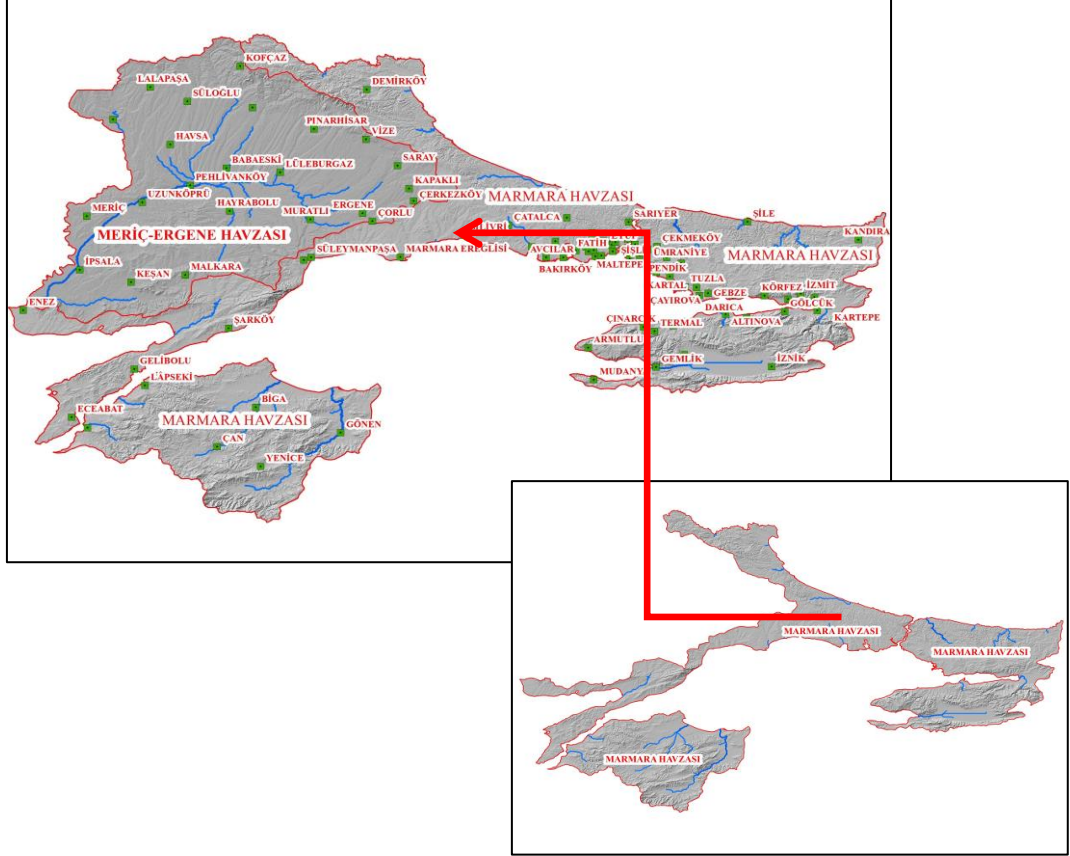 KOFÇAZ
LALAPAŞA
DEMİRKÖY
SÜLOĞLU
PINARHİSAR
VİZE
HAVSA
BABAESKİ
LÜLEBURGAZ
SARAY
PEHLİVANKÖY
KAPAKLI
UZUNKÖPRÜ
ÇERKEZKÖY
MARMARA HAVZASI
MERİÇ
HAYRABOLU
MURATLI
ERGENE
ÇORLU
ÇATALCA
SARIYER
ŞİLE
KANDIRA
MERİÇ-ERGENE HAVZASI
SÜLEYMANPAŞA
MARMARA EREĞLİSİ
AVCILAR
FATİH
ŞİŞLİ
ÇEKMEKÖY
ÜMRANİYE
MARMARA HAVZASI
BAKIRKÖY
MALTEPE
PENDİK
İPSALA
KEŞAN
MALKARA
KARTAL
TUZLA
GEBZE
KÖRFEZ
İZMİT
ÇAYIROVA
DARICA
GÖLCÜK
ENEZ
ŞARKÖY
ÇINARCIK
TERMAL
ALTINOVA
KARTEPE
ARMUTLU
GEMLİK
İZNİK
GELİBOLU
LAPSEKİ
MUDANYA
ECEABAT
BİGA
MARMARA HAVZASI
GÖNEN
ÇAN
YENİCE
MARMARA HAVZASI
MARMARA HAVZASI
MARMARA HAVZASI